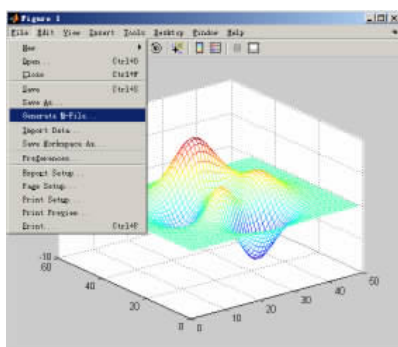 Figure 1
File Edit View Insert Tools Desktop Window Help
New
Open... Ctrl+O
Close Ctrl+W
Save Ctrl+S
Save As...
Generate M-File...
Import Data...
Save Workspace As...
Preferences...
Export Setup...
Page Setup...
Print Setup...
Print Preview...
Print... Ctrl+P
-10
60
40
20
0
0
10
20
30
40
50